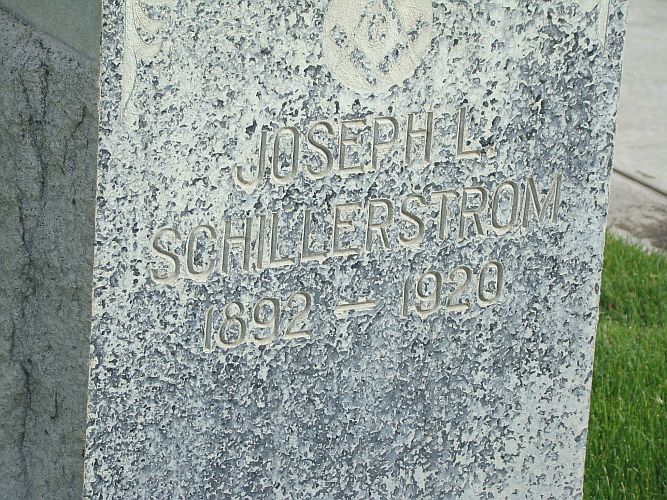 G
JOSEPH L.
SCHILLERSTROM
1892 — 1920